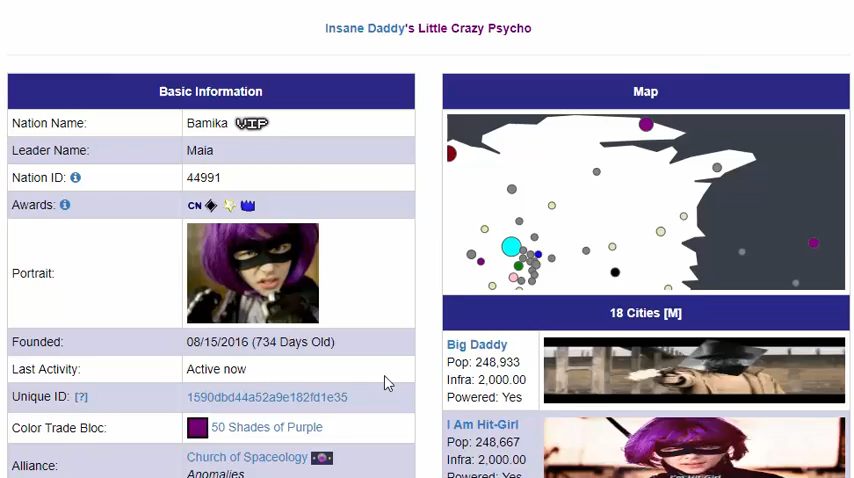 Insane Daddy's Little Crazy Psycho
Basic Information
Nation Name: Bamika VIP
Leader Name: Maia
Nation ID: 44991
Awards: CN
Portrait:
Founded: 08/15/2016 (734 Days Old)
Last Activity: Active now
Unique ID: [?] 1590dbd44a52a9e182fd1e35
Color Trade Bloc: 50 Shades of Purple
Alliance: Church of Spaceology
Anomalies
Map
18 Cities [M]
Big Daddy
Pop: 248,933
Infra: 2,000.00
Powered: Yes
I Am Hit-Girl
Pop: 248,667
Infra: 2,000.00
Powered: Yes
I'm Hit-Girl